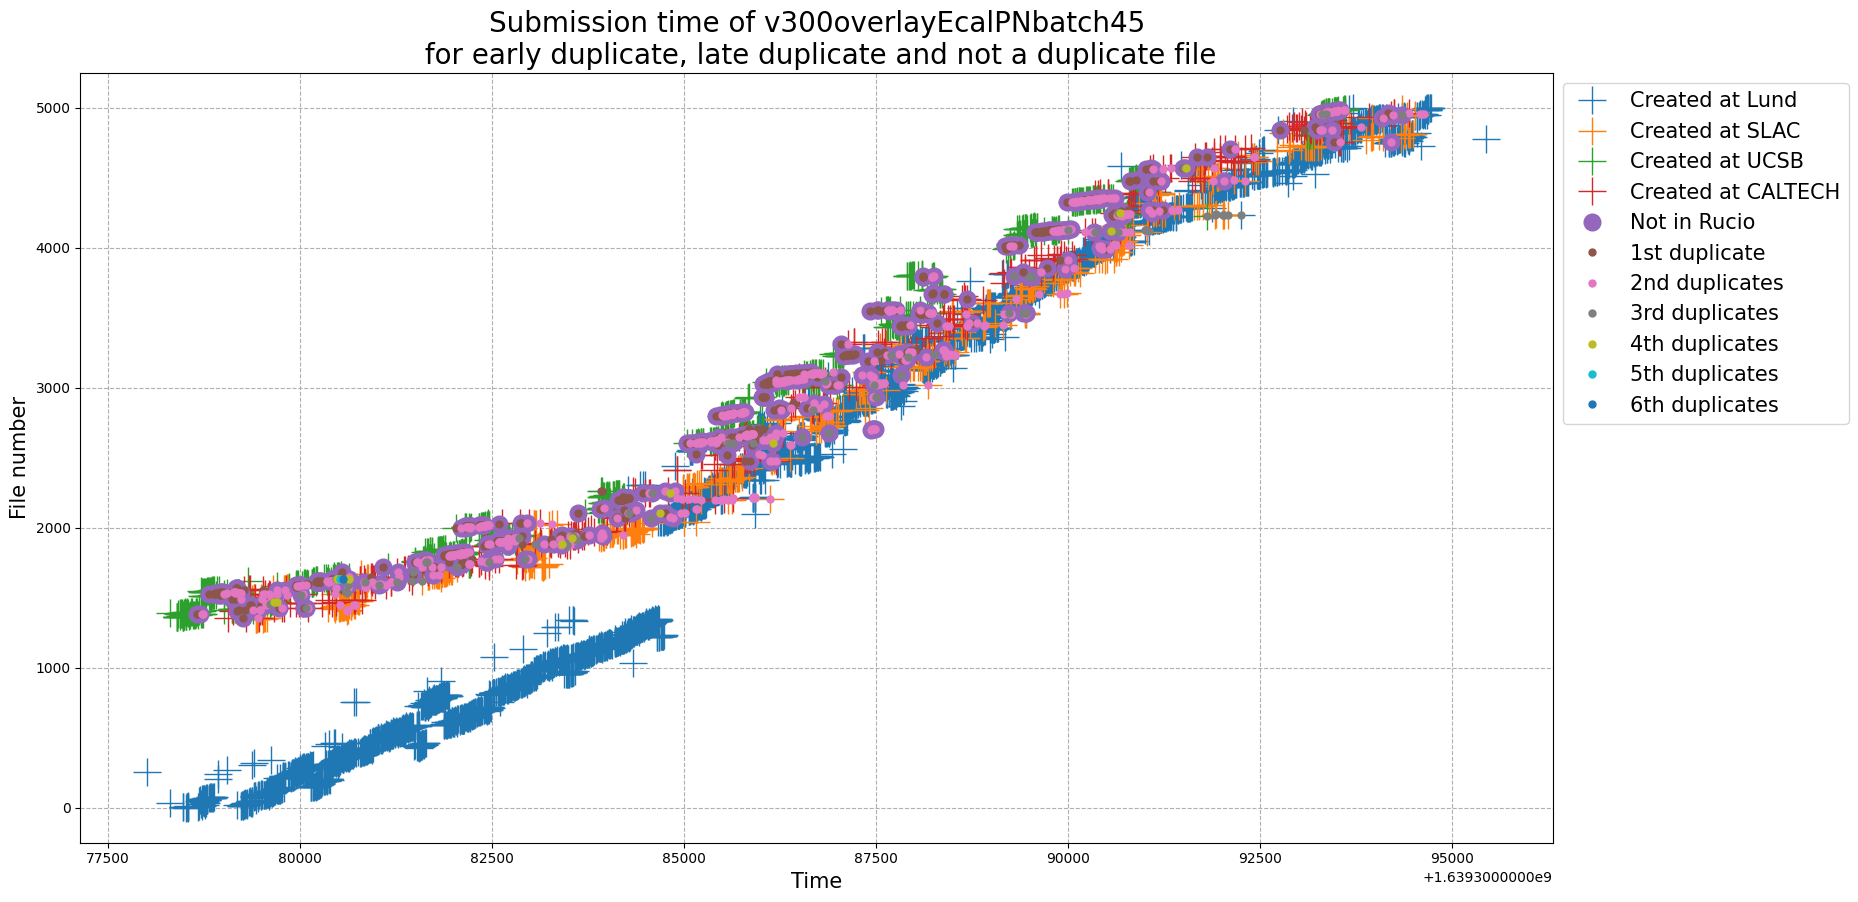 Submission time of v300overlayEcalPNbatch45
for early duplicate, late duplicate and not a duplicate file
File number
5000
4000
3000
2000
1000
0
77500
80000
82500
85000
87500
90000
92500
95000
+1.6393000000e9
Time
Created at Lund
Created at SLAC
Created at UCSB
Created at CALTECH
Not in Rucio
1st duplicate
2nd duplicates
3rd duplicates
4th duplicates
5th duplicates
6th duplicates